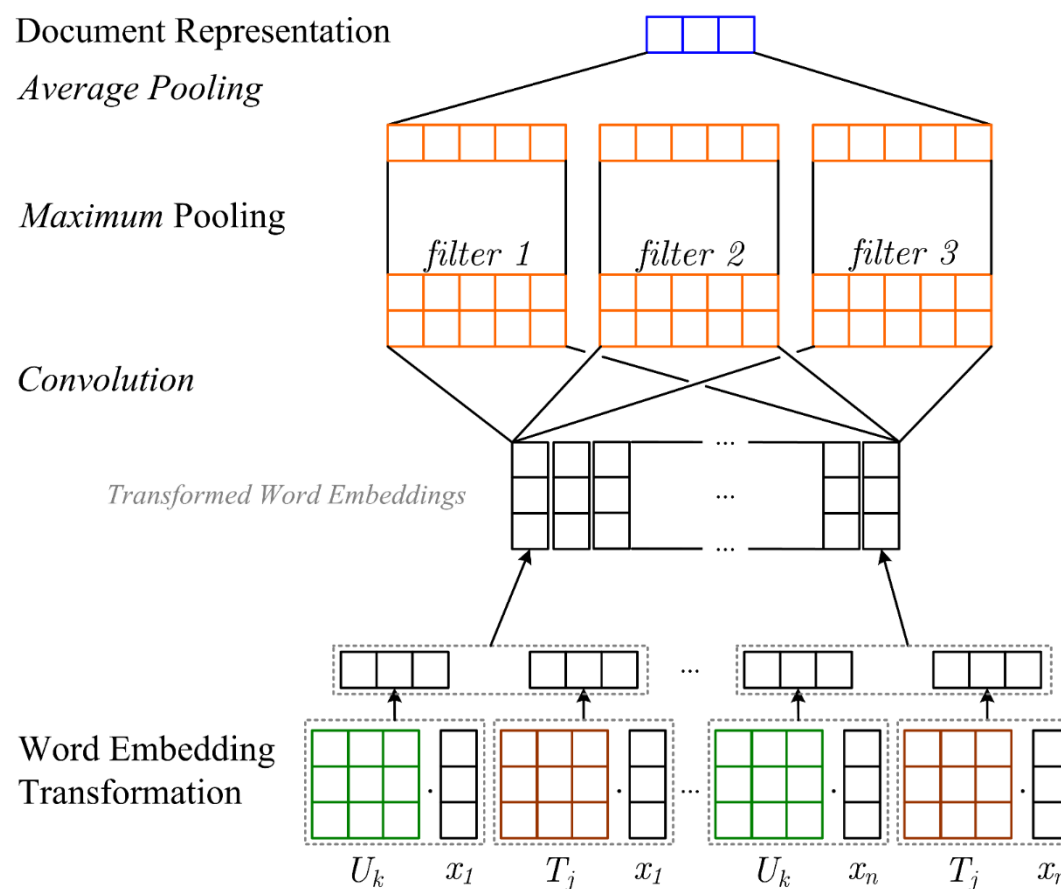 Document Representation
Average Pooling
Maximum Pooling
filter 1 filter 2 filter 3
Convolution
...
Transformed Word Embeddings ...
...
...
Word Embedding
Transformation
. . ... . .
U_k x_1 T_j x_1 U_k x_n T_j x_n